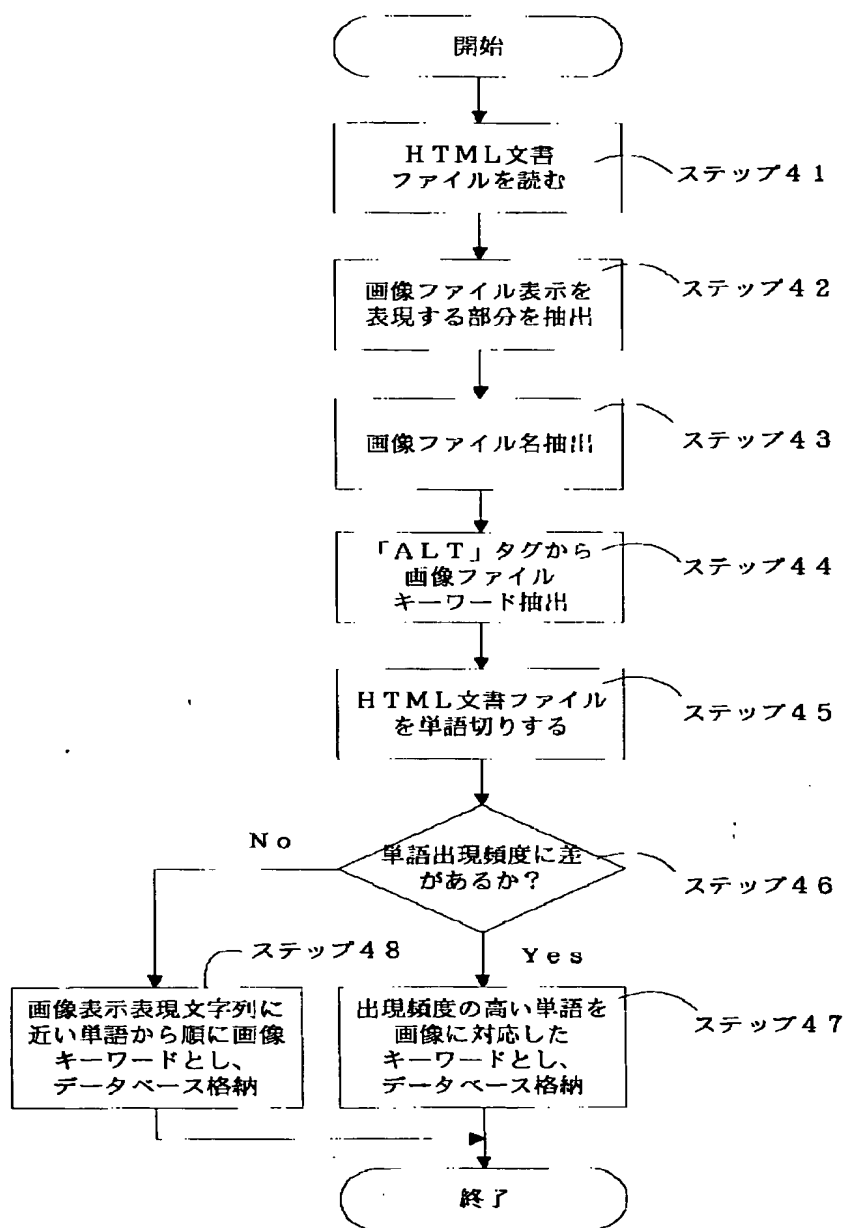 開始
HTML文書
ファイルを読む
ステップ41
画像ファイル表示を
表現する部分を抽出
ステップ42
画像ファイル名抽出
ステップ43
「ALT」タグから
画像ファイル
キーワード抽出
ステップ44
HTML文書ファイル
を単語切りする
ステップ45
No
単語出現頻度に差
があるか?
ステップ46
ステップ48
Yes
画像表示表現文字列に
近い単語から順に画像
キーワードとし、
データベース格納
出現頻度の高い単語を
画像に対応した
キーワードとし、
データベース格納
ステップ47
終了